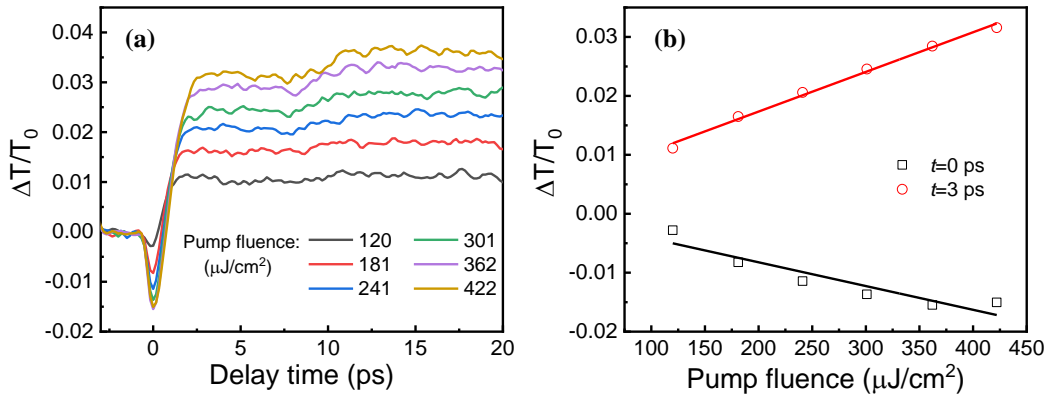 (a)
0.04
0.03
0.02
0.01
0.00
-0.01
-0.02
ΔT/T0
0 5 10 15 20
Delay time (ps)
Pump fluence:
(μJ/cm²)
120 301
181 362
241 422
(b)
0.03
0.02
0.01
0.00
-0.01
-0.02
ΔT/T0
t=0 ps
t=3 ps
100 150 200 250 300 350 400 450
Pump fluence (μJ/cm²)